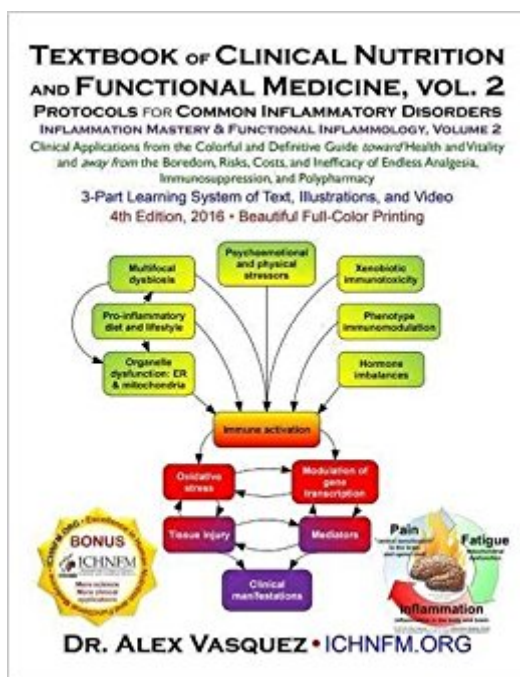 TEXTBOOK OF CLINICAL NUTRITION
AND FUNCTIONAL MEDICINE, VOL. 2
PROTOCOLS FOR COMMON INFLAMMATORY DISORDERS
INFLAMMATION MASTERY & FUNCTIONAL INFLAMMOLOGY, VOLUME 2
Clinical Applications from the Colorful and Definitive Guide toward Health and Vitality
and away from the Boredom, Risks, Costs, and Inefficacy of Endless Analgesia,
Immunosuppression, and Polypharmacy
3-Part Learning System of Text, Illustrations, and Video
4th Edition, 2016 • Beautiful Full-Color Printing
Multifocal
dysbiosis
Psychoemotional
and physical
stressors
Xenobiotic
immunotoxicity
Pro-inflammatory
diet and lifestyle
Phenotype
immunomodulation
Organelle
dysfunction: ER
& mitochondria
Hormone
imbalances
Immune activation
Oxidative
stress
Modulation of
gene
transcription
Tissue injury
Mediators
Clinical
manifestations
BONUS
ICHNFM
More science
More clinical
applications
Pain
Fatigue
Inflammation
DR. ALEX VASQUEZ • ICHNFM.ORG